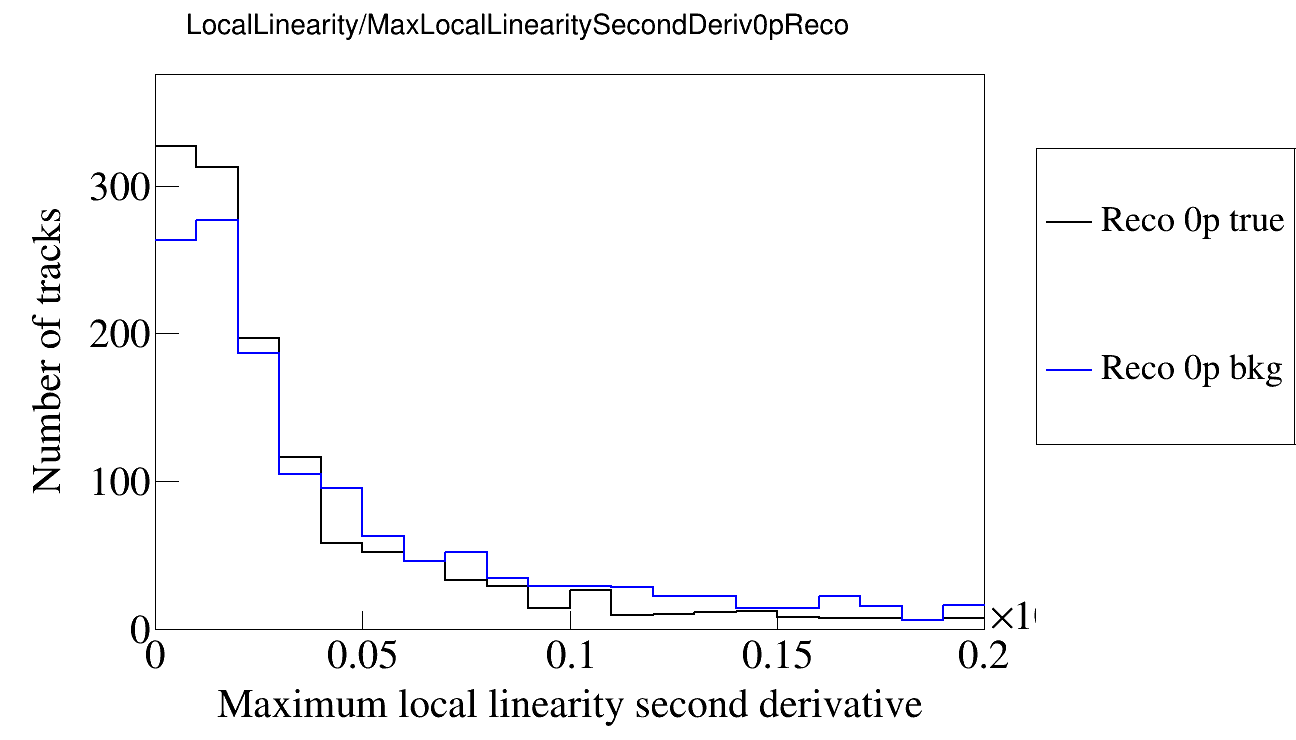 LocalLinearity/MaxLocalLinearitySecondDeriv0pReco
300
200
100
0
0 0.05 0.1 0.15 0.2
×10
Number of tracks
Maximum local linearity second derivative
Reco 0p true
Reco 0p bkg